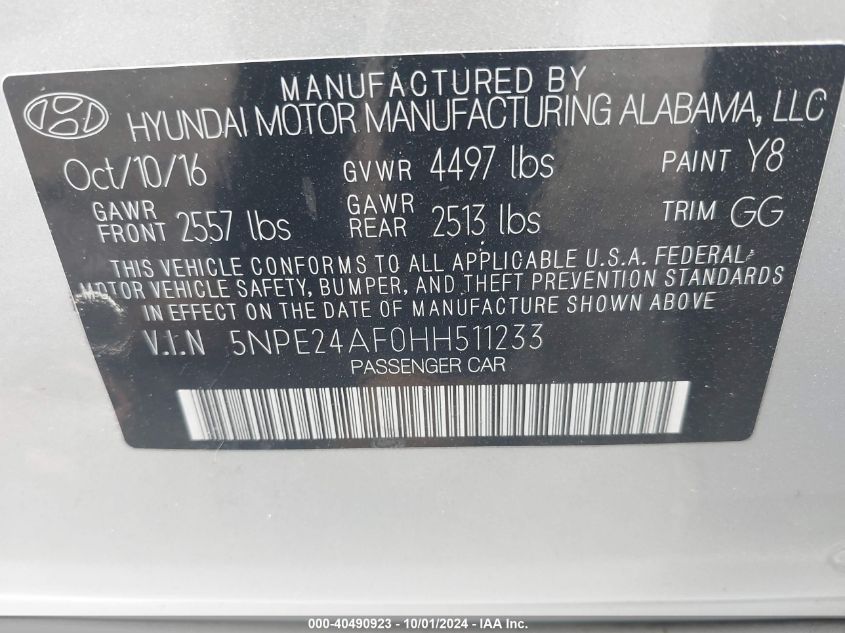 MANUFACTURED BY
HYUNDAI MOTOR MANUFACTURING ALABAMA, LLC
Oct/10/16 GVWR 4497 lbs PAINT Y8
GAWR FRONT 2557 lbs GAWR REAR 2513 lbs TRIM GG
THIS VEHICLE CONFORMS TO ALL APPLICABLE U.S.A. FEDERAL
MOTOR VEHICLE SAFETY, BUMPER, AND THEFT PREVENTION STANDARDS
IN EFFECT ON THE DATE OF MANUFACTURE SHOWN ABOVE
V.I.N 5NPE24AF0HH511233
PASSENGER CAR
000-40490923 - 10/01/2024 - IAA Inc.